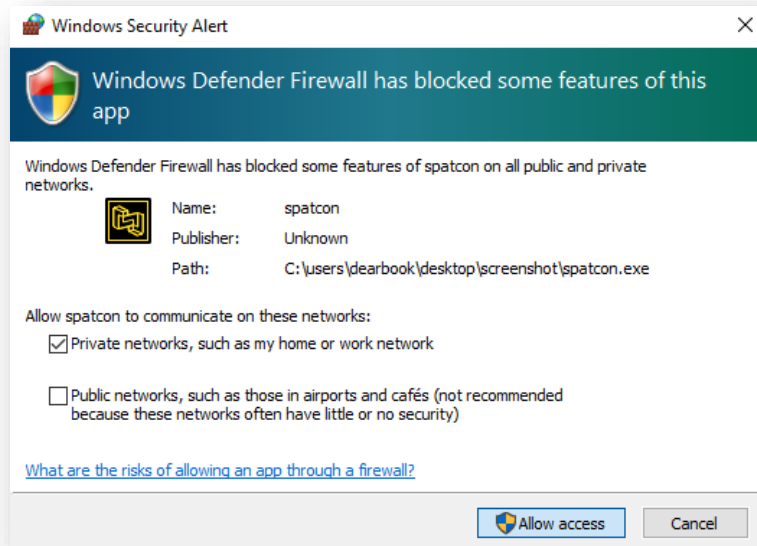 Windows Security Alert
Windows Defender Firewall has blocked some features of this
app
Windows Defender Firewall has blocked some features of spatcon on all public and private
networks.
Name: spatcon
Publisher: Unknown
Path: C:\users\dearbook\desktop\screenshot\spatcon.exe
Allow spatcon to communicate on these networks:
Private networks, such as my home or work network
Public networks, such as those in airports and cafés (not recommended
because these networks often have little or no security)
What are the risks of allowing an app through a firewall?
Allow access Cancel